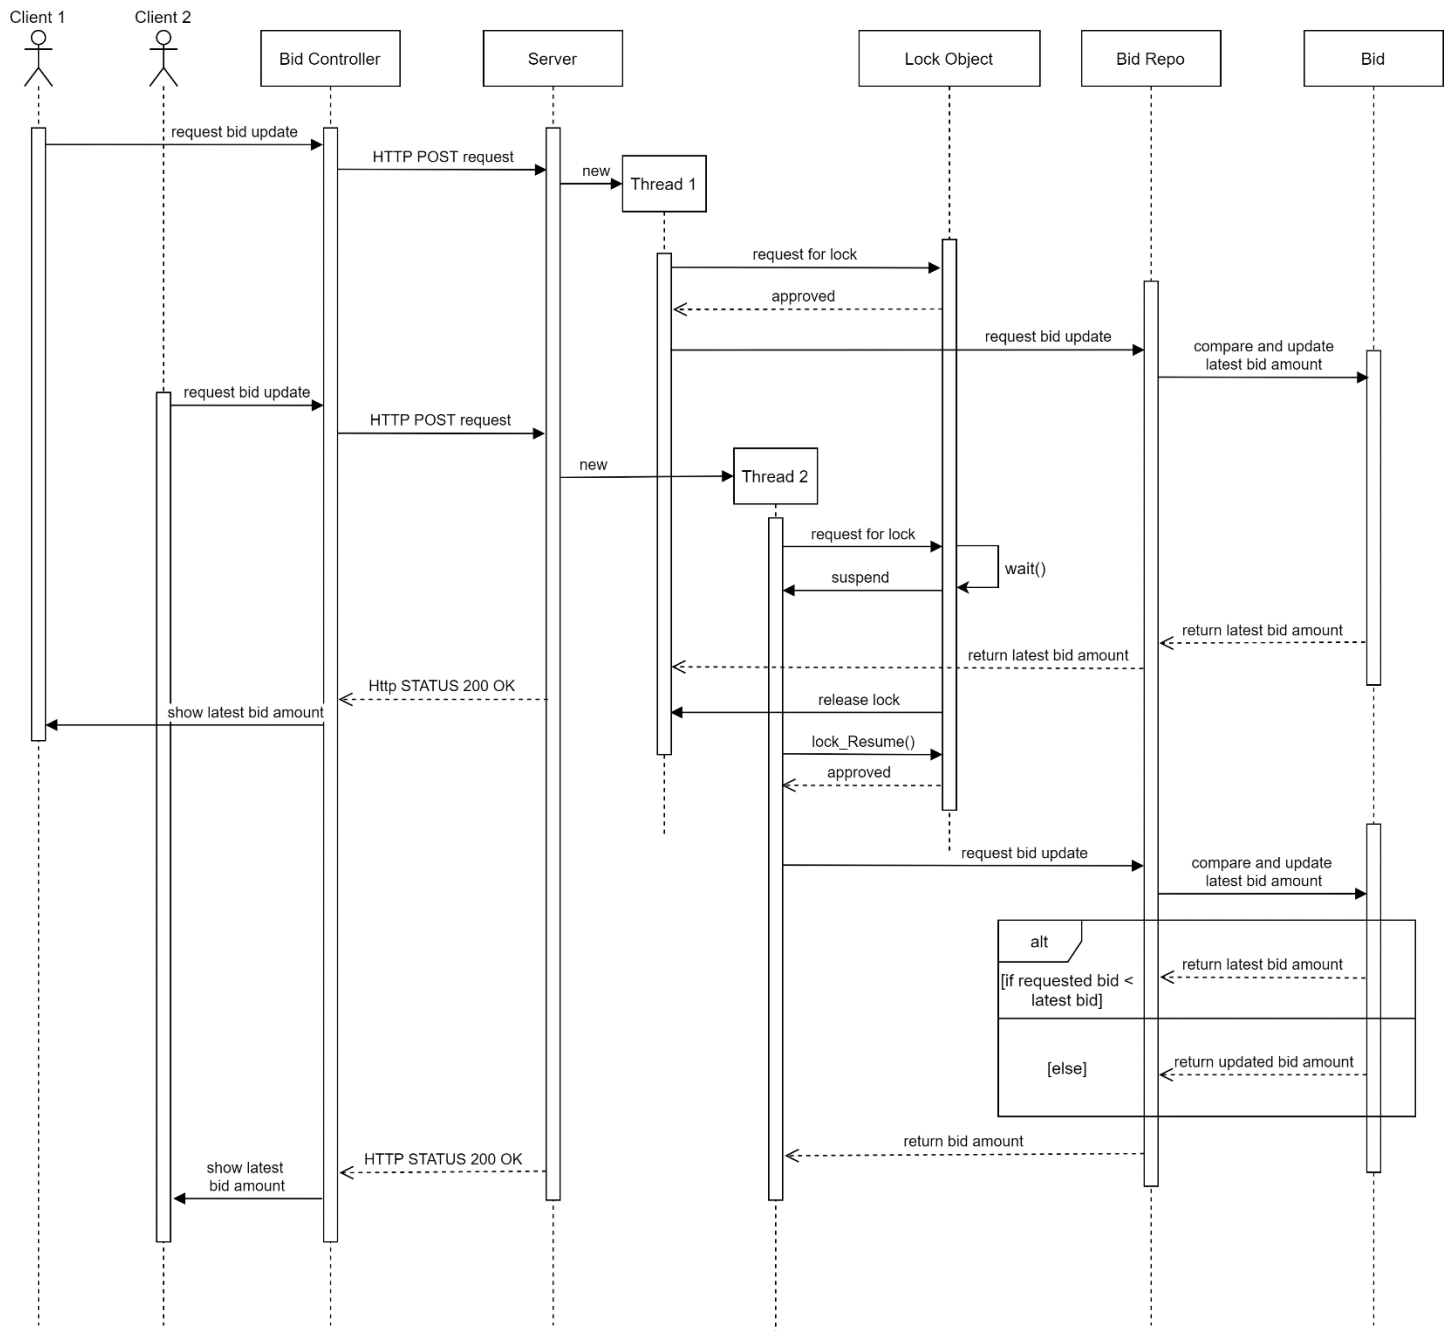 Client 1
Client 2
Bid Controller
Server
Lock Object
Bid Repo
Bid
request bid update
HTTP POST request
new
Thread 1
request for lock
approved
request bid update
compare and update
latest bid amount
request bid update
HTTP POST request
new
Thread 2
request for lock
wait()
suspend
return latest bid amount
return latest bid amount
Http STATUS 200 OK
release lock
show latest bid amount
lock_Resume()
approved
request bid update
compare and update
latest bid amount
alt
return latest bid amount
[if requested bid <
latest bid]
return updated bid amount
[else]
return bid amount
HTTP STATUS 200 OK
show latest
bid amount